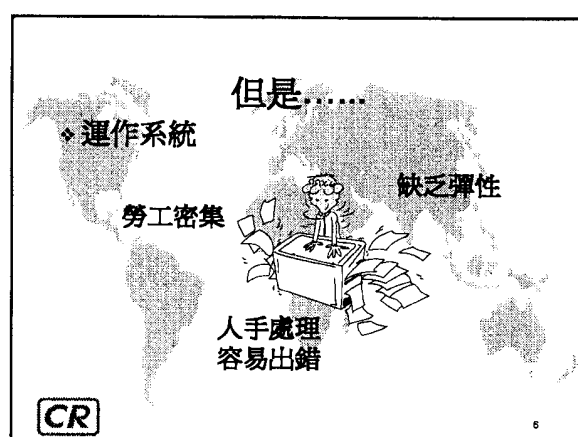 但是......
❖ 運作系統
缺乏彈性
勞工密集
人手處理
容易出錯
CR
6